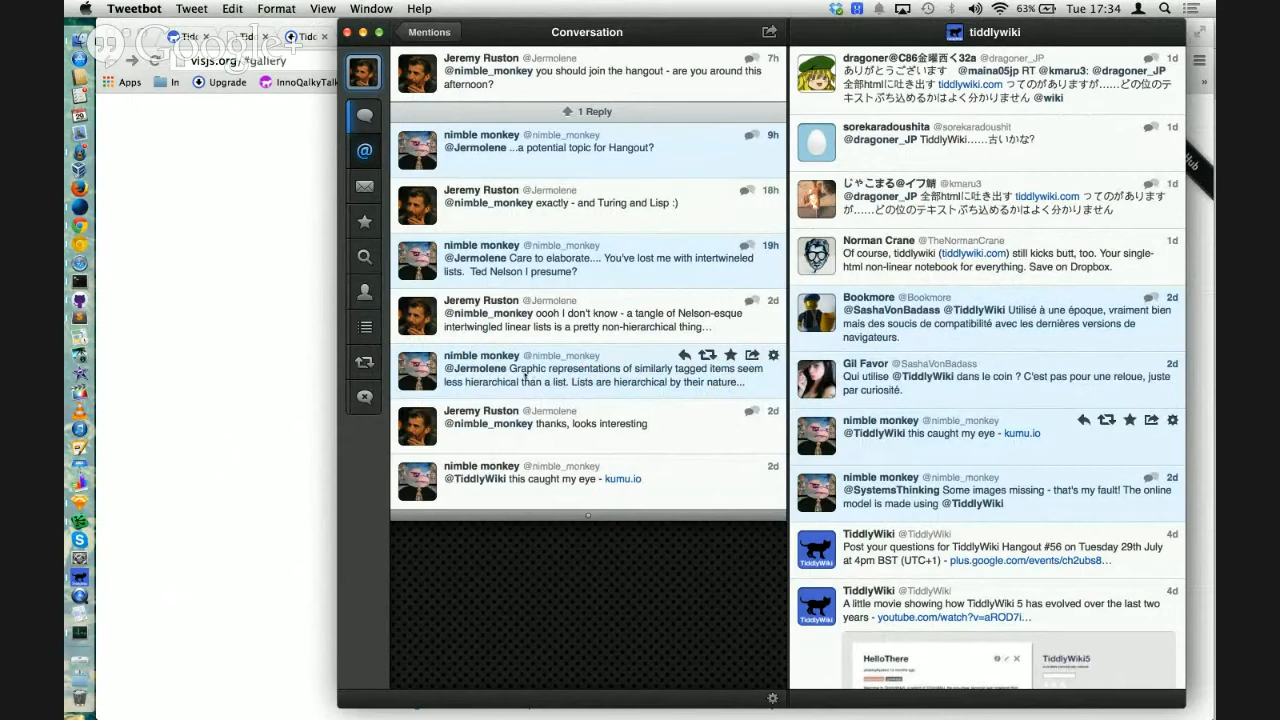 Tweetbot Tweet Edit Format View Window Help
63% Tue 17:34
Google+
visjs.org/#gallery
Apps In Upgrade InnoQalkyTalk
Mentions
Conversation
Jeremy Ruston @Jermolene 7h
@nimble_monkey you should join the hangout - are you around this
afternoon?
1 Reply
nimble monkey @nimble_monkey 9h
@Jermolene ...a potential topic for Hangout?
Jeremy Ruston @Jermolene 18h
@nimble_monkey exactly - and Turing and Lisp :)
nimble monkey @nimble_monkey 19h
@Jermolene Care to elaborate.... You've lost me with intertwineled
lists. Ted Nelson I presume?
Jeremy Ruston @Jermolene 2d
@nimble_monkey oooh I don't know - a tangle of Nelson-esque
intertwingled linear lists is a pretty non-hierarchical thing…
nimble monkey @nimble_monkey
@Jermolene Graphic representations of similarly tagged items seem
less hierarchical than a list. Lists are hierarchical by their nature...
Jeremy Ruston @Jermolene 2d
@nimble_monkey thanks, looks interesting
nimble monkey @nimble_monkey 2d
@TiddlyWiki this caught my eye - kumu.io
tiddlywiki
dragoner@C86金曜西く32a @dragoner_JP 1d
ありがとうございます @maina05jp RT @kmaru3: @dragoner_JP
全部htmlに吐き出す tiddlywiki.com ってのがありますが……どの位のテ
キストぶち込めるかはよく分かりません @wiki
sorekaradoushita @sorekaradoushit 1d
@dragoner_JP TiddlyWiki……古いかな?
じゃこまる@イフ鯖 @kmaru3 1d
@dragoner_JP 全部htmlに吐き出す tiddlywiki.com ってのがあります
が……どの位のテキストぶち込めるかはよく分かりません
Norman Crane @TheNormanCrane 1d
Of course, tiddlywiki (tiddlywiki.com) still kicks butt, too. Your single-
html non-linear notebook for everything. Save on Dropbox.
Bookmore @Bookmore 2d
@SashaVonBadass @TiddlyWiki Utilisé à une époque, vraiment bien
mais des soucis de compatibilité avec les dernières versions de
navigateurs.
Gil Favor @SashaVonBadass 2d
Qui utilise @TiddlyWiki dans le coin ? C'est pas pour une reloue, juste
par curiosité.
nimble monkey @nimble_monkey
@TiddlyWiki this caught my eye - kumu.io
nimble monkey @nimble_monkey 2d
@SystemsThinking Some images missing - that's my fault! The online
model is made using @TiddlyWiki
TiddlyWiki @TiddlyWiki 4d
Post your questions for TiddlyWiki Hangout #56 on Tuesday 29th July
at 4pm BST (UTC+1) - plus.google.com/events/ch2ubs8…
TiddlyWiki @TiddlyWiki 4d
A little movie showing how TiddlyWiki 5 has evolved over the last two
years - youtube.com/watch?v=aROD7i…
HelloThere
TiddlyWiki5